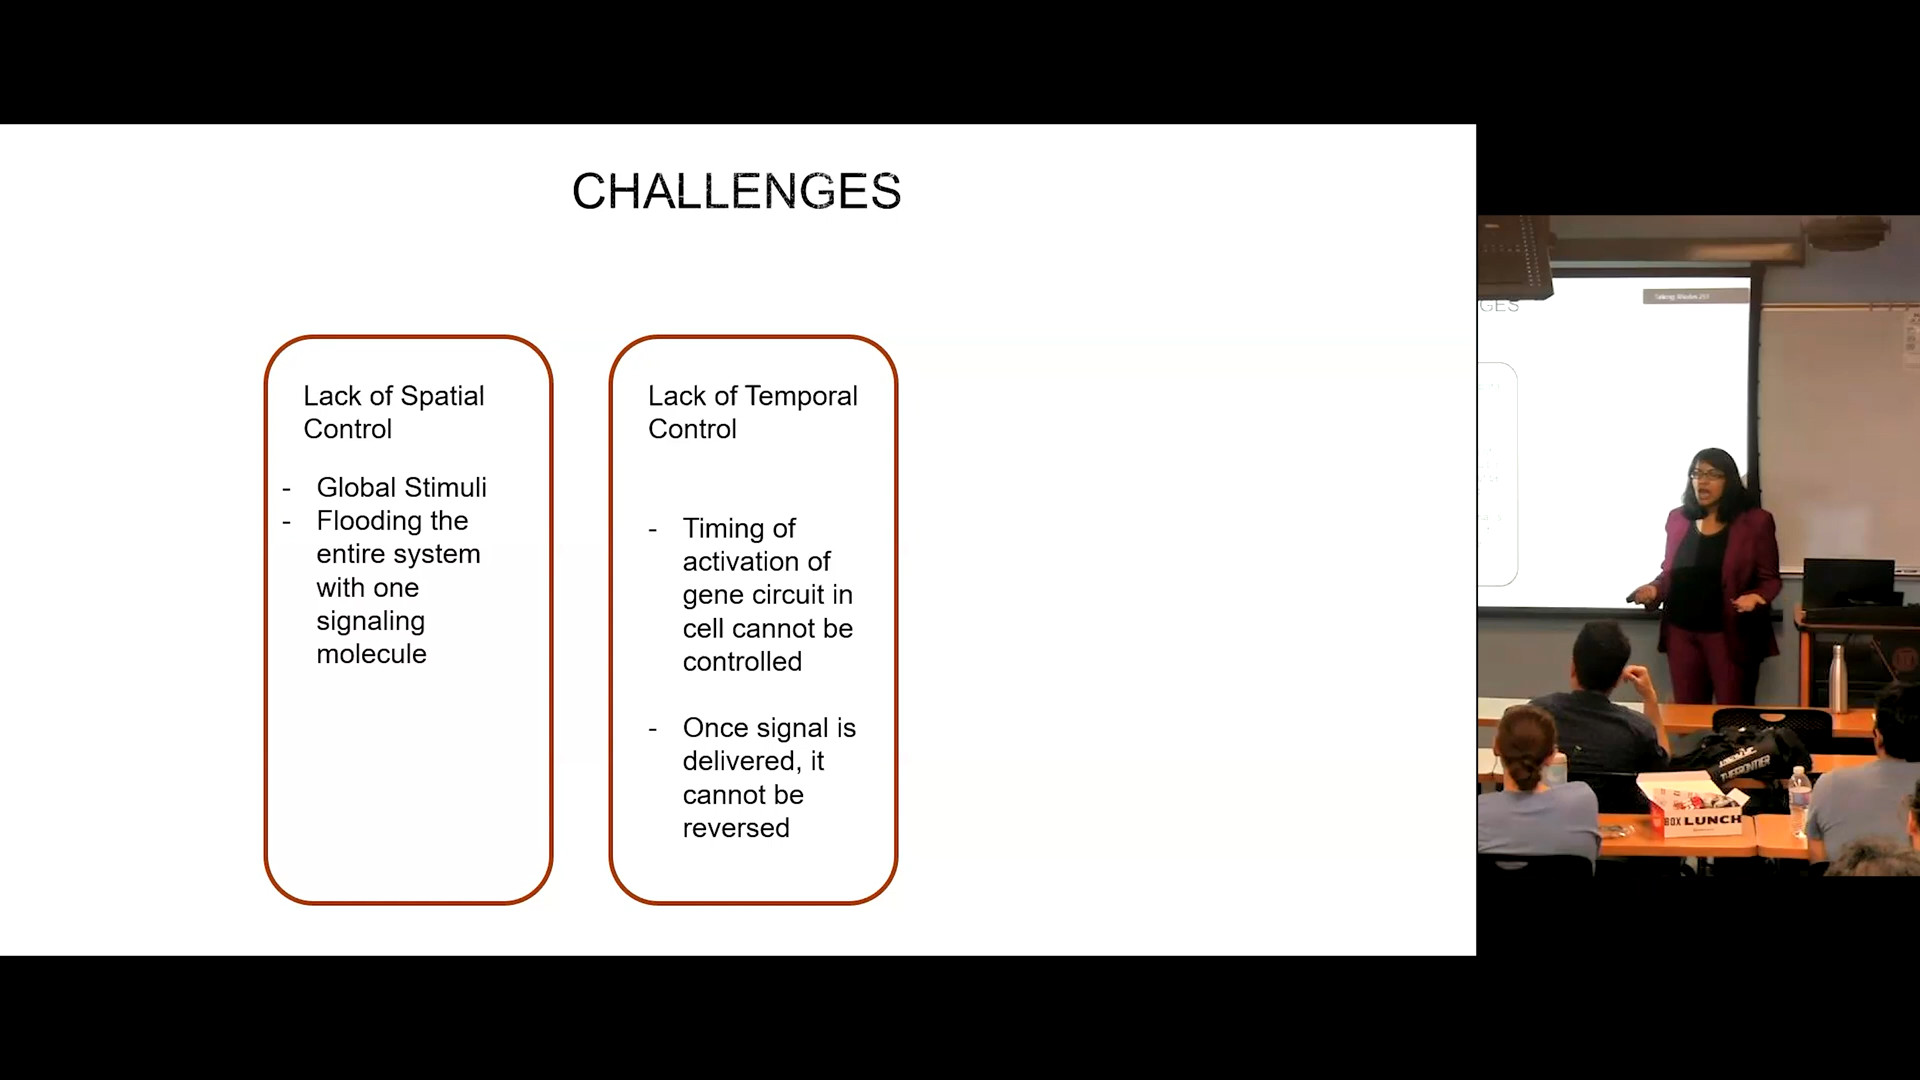 CHALLENGES
Lack of Spatial
Control
- Global Stimuli
- Flooding the
entire system
with one
signaling
molecule
Lack of Temporal
Control
- Timing of
activation of
gene circuit in
cell cannot be
controlled
- Once signal is
delivered, it
cannot be
reversed
GES
BOX LUNCH